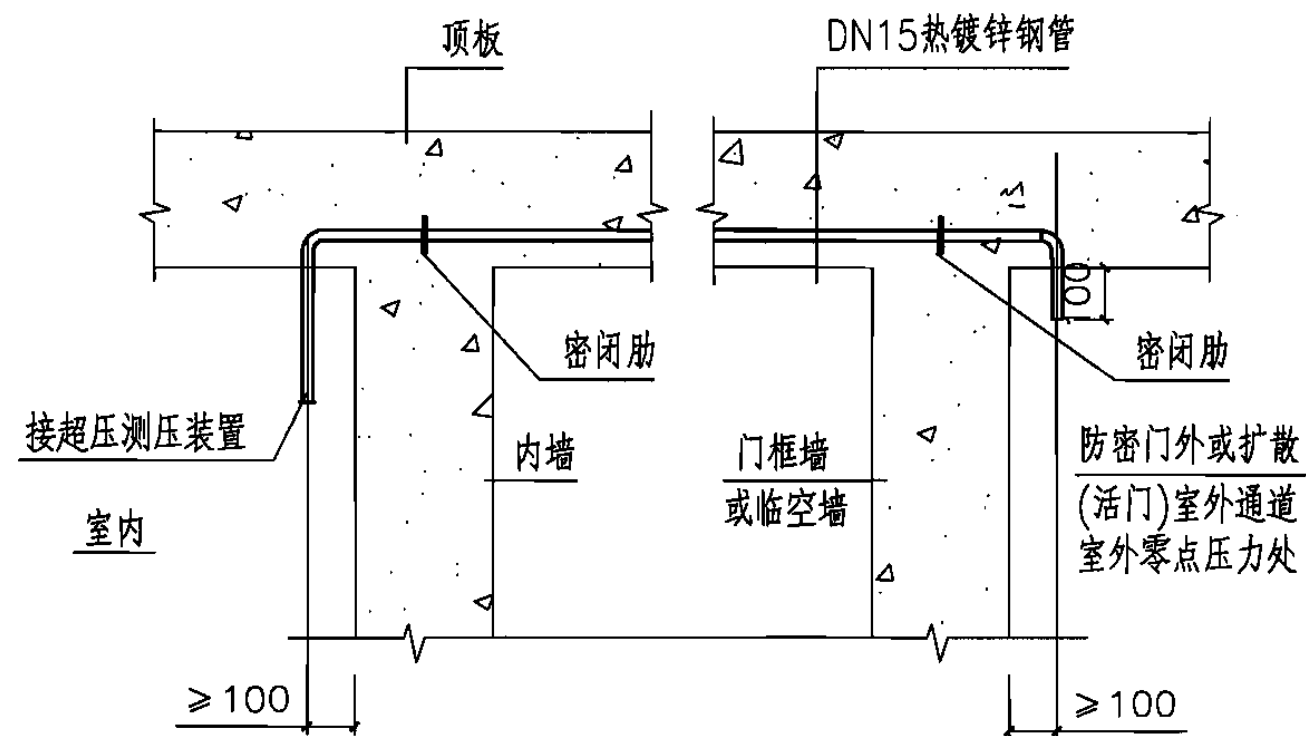 顶板
DN15热镀锌钢管
100
密闭肋
密闭肋
接超压测压装置
内墙
门框墙
或临空墙
防密门外或扩散
(活门)室外通道
室外零点压力处
室内
≥100
≥100